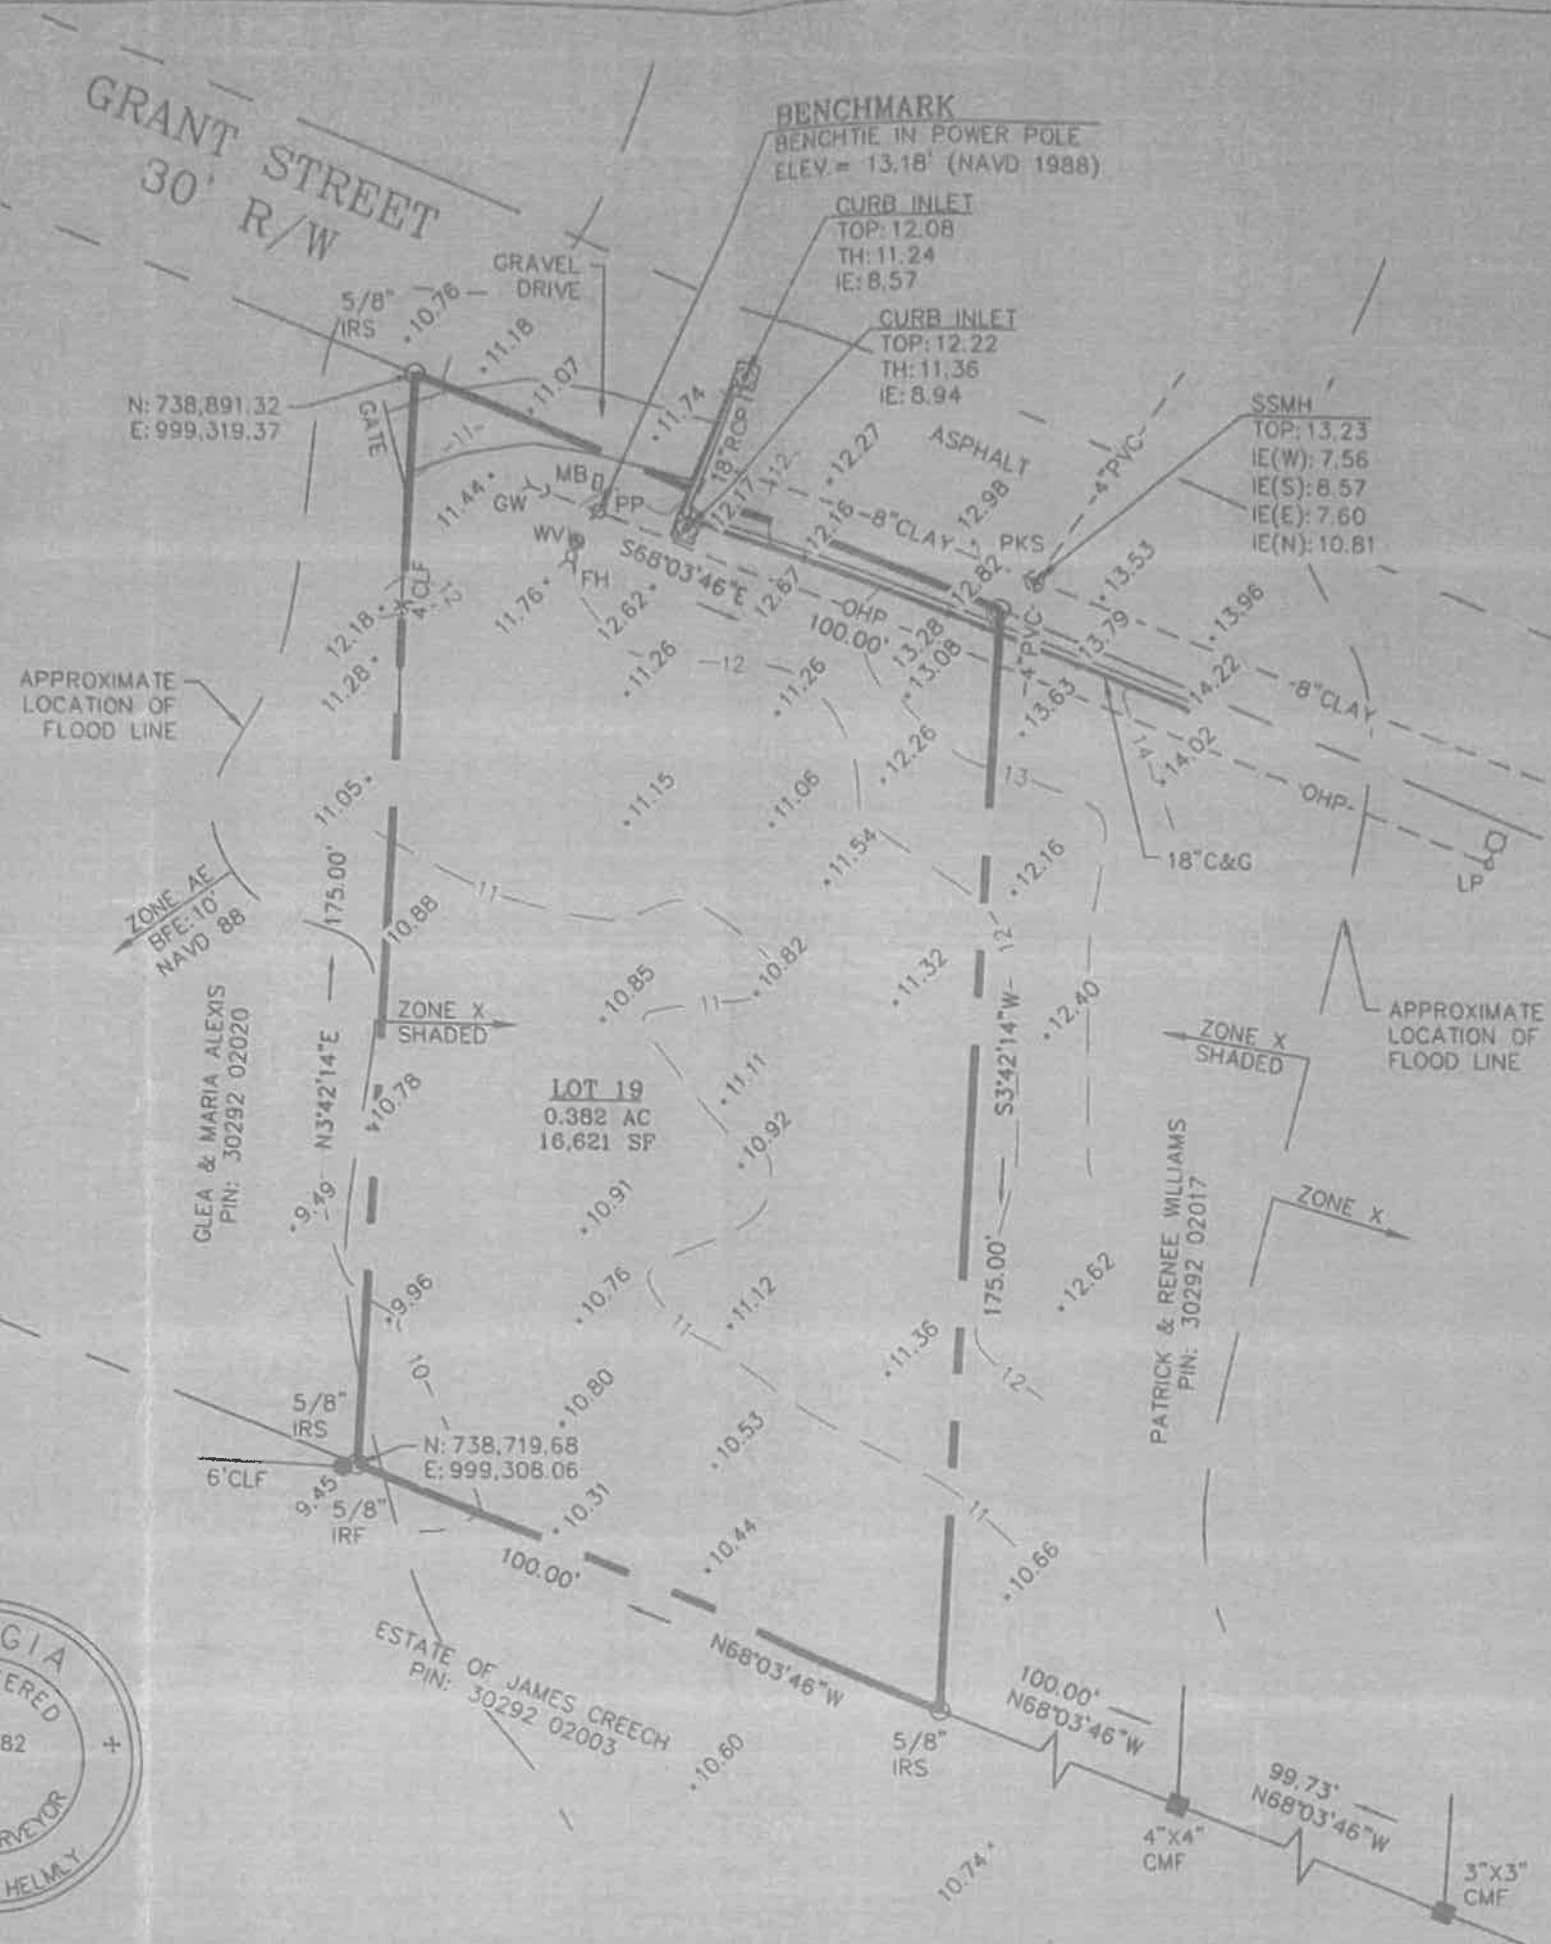 GRANT STREET
30' R/W
BENCHMARK
BENCHTIE IN POWER POLE
ELEV.= 13.18' (NAVD 1988)
CURB INLET
TOP: 12.08
TH: 11.24
IE: 8.57
CURB INLET
TOP: 12.22
TH: 11.36
IE: 8.94
GRAVEL
DRIVE
5/8"
IRS
10.76
11.18
11.07
11.74
N: 738,891.32
E: 999,319.37
GATE
11
18"RCP
12
12.27
ASPHALT
4"PVC
SSMH
TOP: 13.23
IE(W): 7.56
IE(S): 8.57
IE(E): 7.60
IE(N): 10.81
11.44
GW
MB
PP
WV
FH
12.17
12.16
8"CLAY
12.98
PKS
12.82
13.53
S68°03'46"E
100.00'
OHP
4'CLF
12
12.18
11.76
12.62
12.67
13.28
13.08
4"PVC
13.79
13.96
14.22
8"CLAY
11.28
11.26
12
11.26
13.63
14
14.02
12.26
13
OHP
APPROXIMATE
LOCATION OF
FLOOD LINE
11.05
11.15
11.06
11.54
12.16
18"C&G
LP
ZONE AE
BFE: 10'
NAVD 88
175.00'
N3°42'14"E
11
10.88
10.85
10.82
11
11.32
12
12.40
S3°42'14"W
175.00'
ZONE X
SHADED
ZONE X
SHADED
APPROXIMATE
LOCATION OF
FLOOD LINE
GLEA & MARIA ALEXIS
PIN: 30292 02020
10.78
LOT 19
0.382 AC
16,621 SF
11.11
10.92
PATRICK & RENEE WILLIAMS
PIN: 30292 02017
ZONE X
10.91
9.96
10.76
11.12
11
11.36
12.62
12
10
5/8"
IRS
N: 738,719.68
E: 999,308.06
10.80
10.53
6'CLF
9.45
5/8"
IRF
10.31
10.44
11
10.66
100.00'
N68°03'46"W
ESTATE OF JAMES CREECH
PIN: 30292 02003
10.60
5/8"
IRS
100.00'
N68°03'46"W
4"X4"
CMF
99.73'
N68°03'46"W
3"X3"
CMF
10.74
GIA
ERED
82
RVEYOR
HELMLY